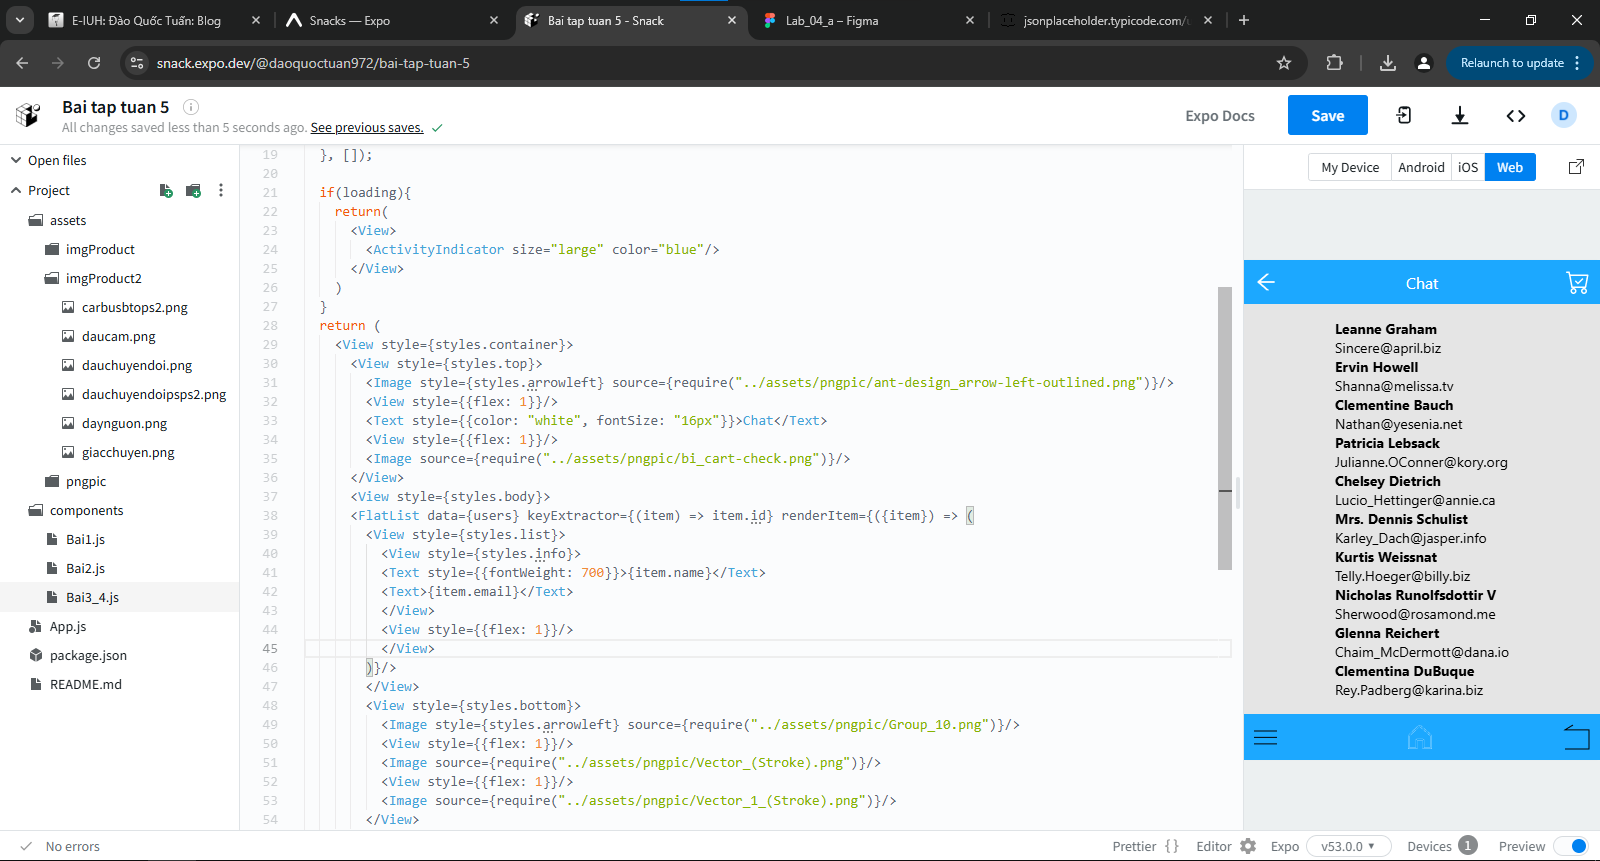 E-IUH: Đào Quốc Tuấn: Blog
Snacks — Expo
Bai tap tuan 5 - Snack
Lab_04_a – Figma
jsonplaceholder.typicode.com/
snack.expo.dev/@daoquoctuan972/bai-tap-tuan-5
Relaunch to update
Bai tap tuan 5
All changes saved less than 5 seconds ago. See previous saves.
Expo Docs
Save
D
Open files
Project
assets
imgProduct
imgProduct2
carbusbtops2.png
daucam.png
dauchuyendoi.png
dauchuyendoipsps2.png
daynguon.png
giacchuyen.png
pngpic
components
Bai1.js
Bai2.js
Bai3_4.js
App.js
package.json
README.md
19 }, []);
20
21 if(loading){
22 return(
23 <View>
24 <ActivityIndicator size="large" color="blue"/>
25 </View>
26 )
27 }
28 return (
29 <View style={styles.container}>
30 <View style={styles.top}>
31 <Image style={styles.arrowleft} source={require("../assets/pngpic/ant-design_arrow-left-outlined.png")}/>
32 <View style={{flex: 1}}/>
33 <Text style={{color: "white", fontSize: "16px"}}>Chat</Text>
34 <View style={{flex: 1}}/>
35 <Image source={require("../assets/pngpic/bi_cart-check.png")}/>
36 </View>
37 <View style={styles.body}>
38 <FlatList data={users} keyExtractor={(item) => item.id} renderItem={({item}) => (
39 <View style={styles.list}>
40 <View style={styles.info}>
41 <Text style={{fontWeight: 700}}>{item.name}</Text>
42 <Text>{item.email}</Text>
43 </View>
44 <View style={{flex: 1}}/>
45 </View>
46 )}/>
47 </View>
48 <View style={styles.bottom}>
49 <Image style={styles.arrowleft} source={require("../assets/pngpic/Group_10.png")}/>
50 <View style={{flex: 1}}/>
51 <Image source={require("../assets/pngpic/Vector_(Stroke).png")}/>
52 <View style={{flex: 1}}/>
53 <Image source={require("../assets/pngpic/Vector_1_(Stroke).png")}/>
54 </View>
My Device
Android
iOS
Web
Chat
Leanne Graham
Sincere@april.biz
Ervin Howell
Shanna@melissa.tv
Clementine Bauch
Nathan@yesenia.net
Patricia Lebsack
Julianne.OConner@kory.org
Chelsey Dietrich
Lucio_Hettinger@annie.ca
Mrs. Dennis Schulist
Karley_Dach@jasper.info
Kurtis Weissnat
Telly.Hoeger@billy.biz
Nicholas Runolfsdottir V
Sherwood@rosamond.me
Glenna Reichert
Chaim_McDermott@dana.io
Clementina DuBuque
Rey.Padberg@karina.biz
No errors
Prettier { }
Editor
Expo
v53.0.0
Devices 1
Preview